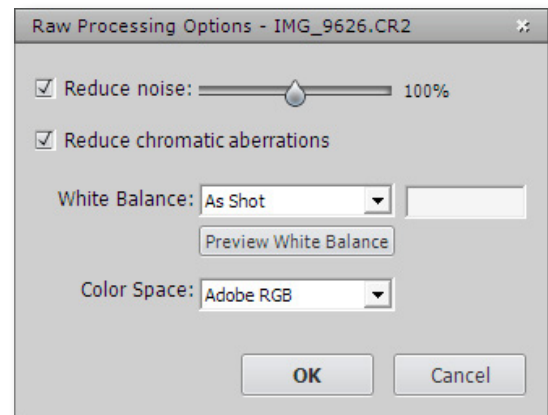 Raw Processing Options - IMG_9626.CR2
Reduce noise: 100%
Reduce chromatic aberrations
White Balance: As Shot
Preview White Balance
Color Space: Adobe RGB
OK Cancel